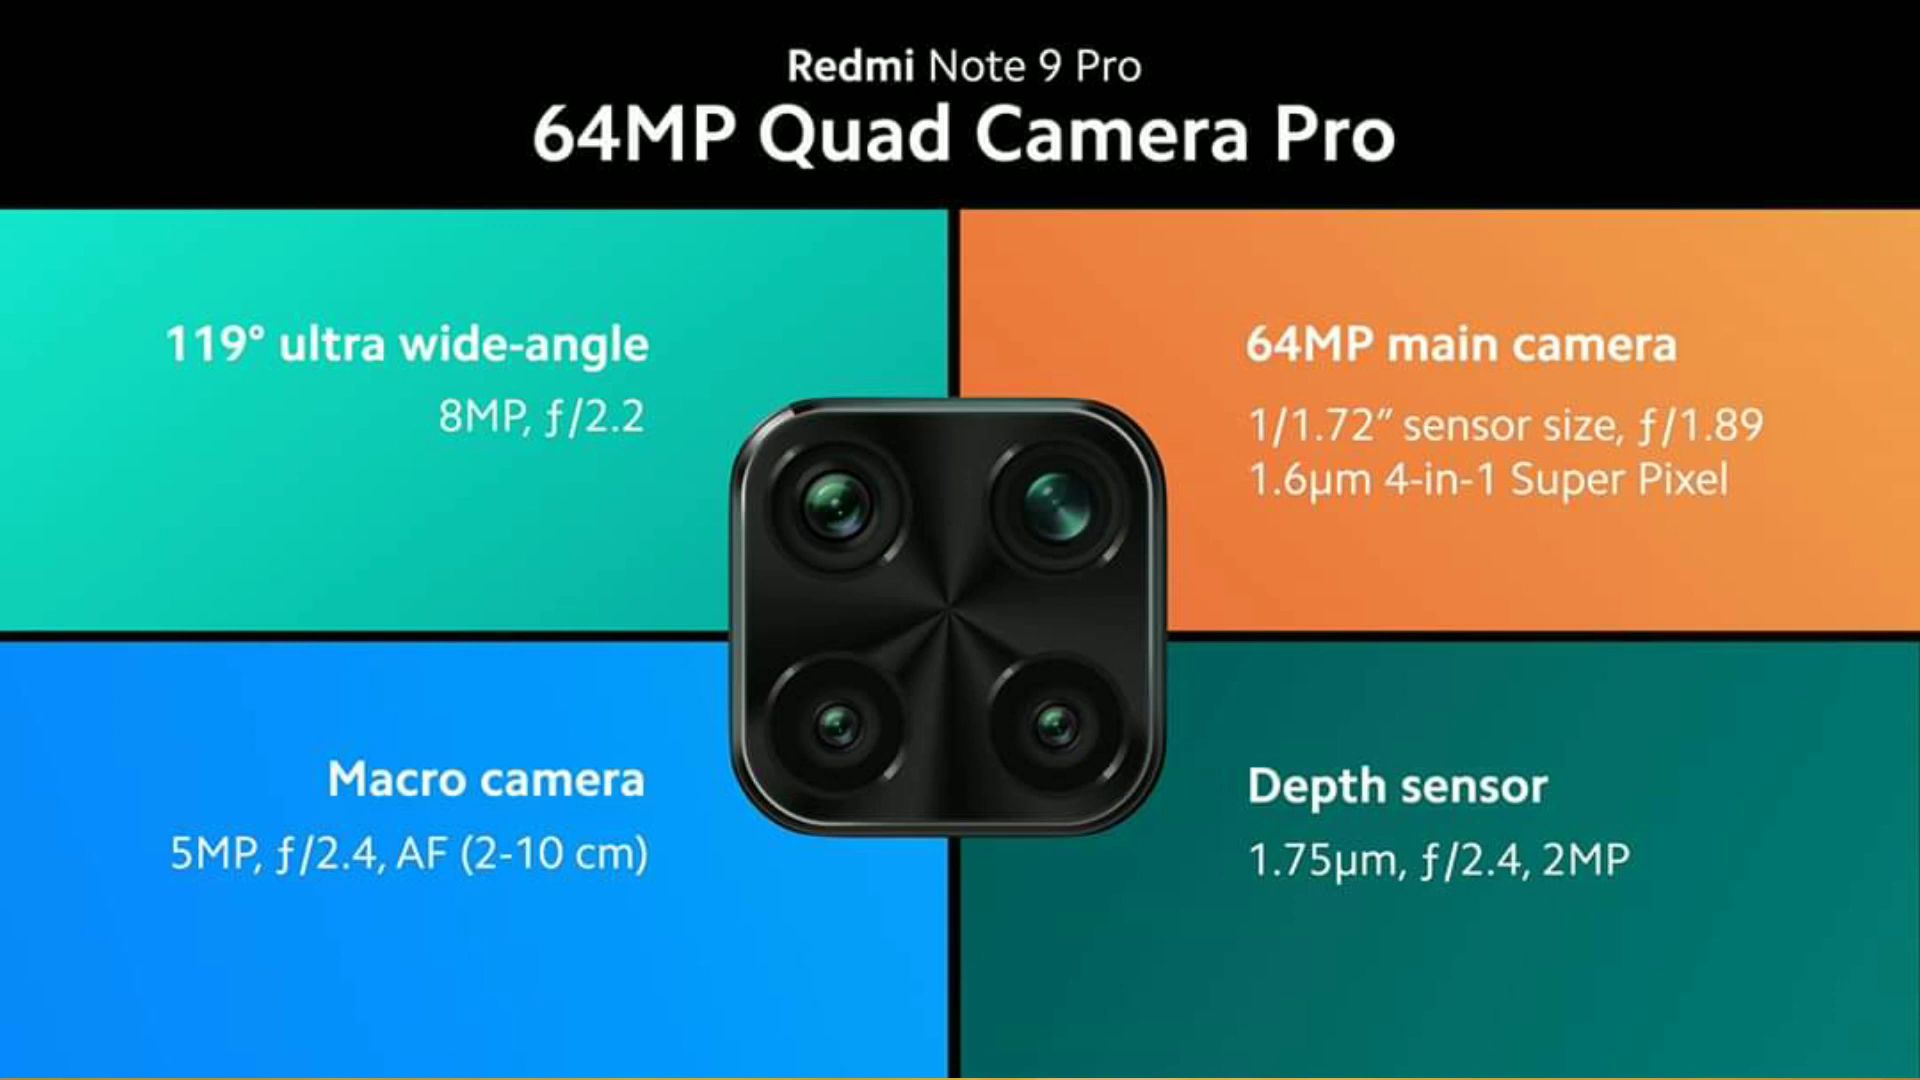 Redmi Note 9 Pro
64MP Quad Camera Pro
119° ultra wide-angle
8MP, ƒ/2.2
64MP main camera
1/1.72” sensor size, ƒ/1.89
1.6µm 4-in-1 Super Pixel
Macro camera
5MP, ƒ/2.4, AF (2-10 cm)
Depth sensor
1.75µm, ƒ/2.4, 2MP